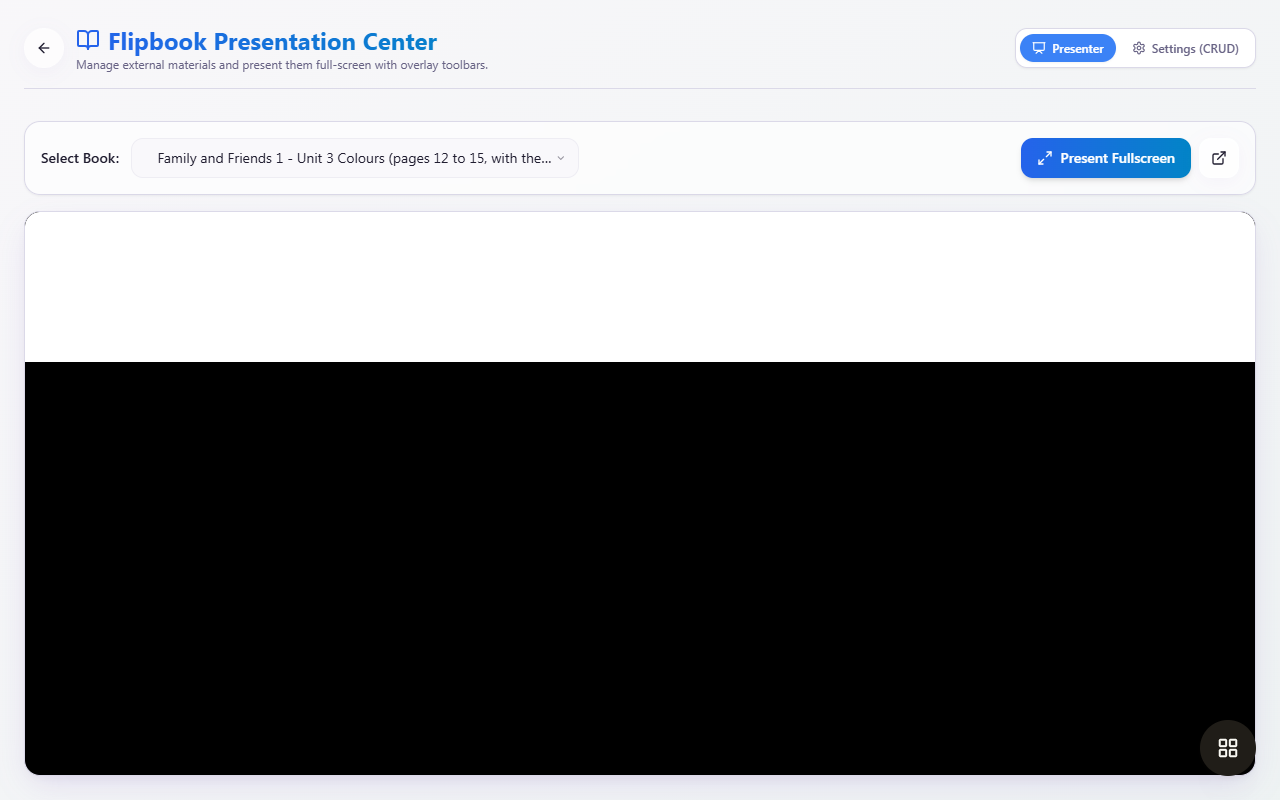 Flipbook Presentation Center
Manage external materials and present them full-screen with overlay toolbars.
Presenter
Settings (CRUD)
Select Book:
Family and Friends 1 - Unit 3 Colours (pages 12 to 15, with the...
Present Fullscreen